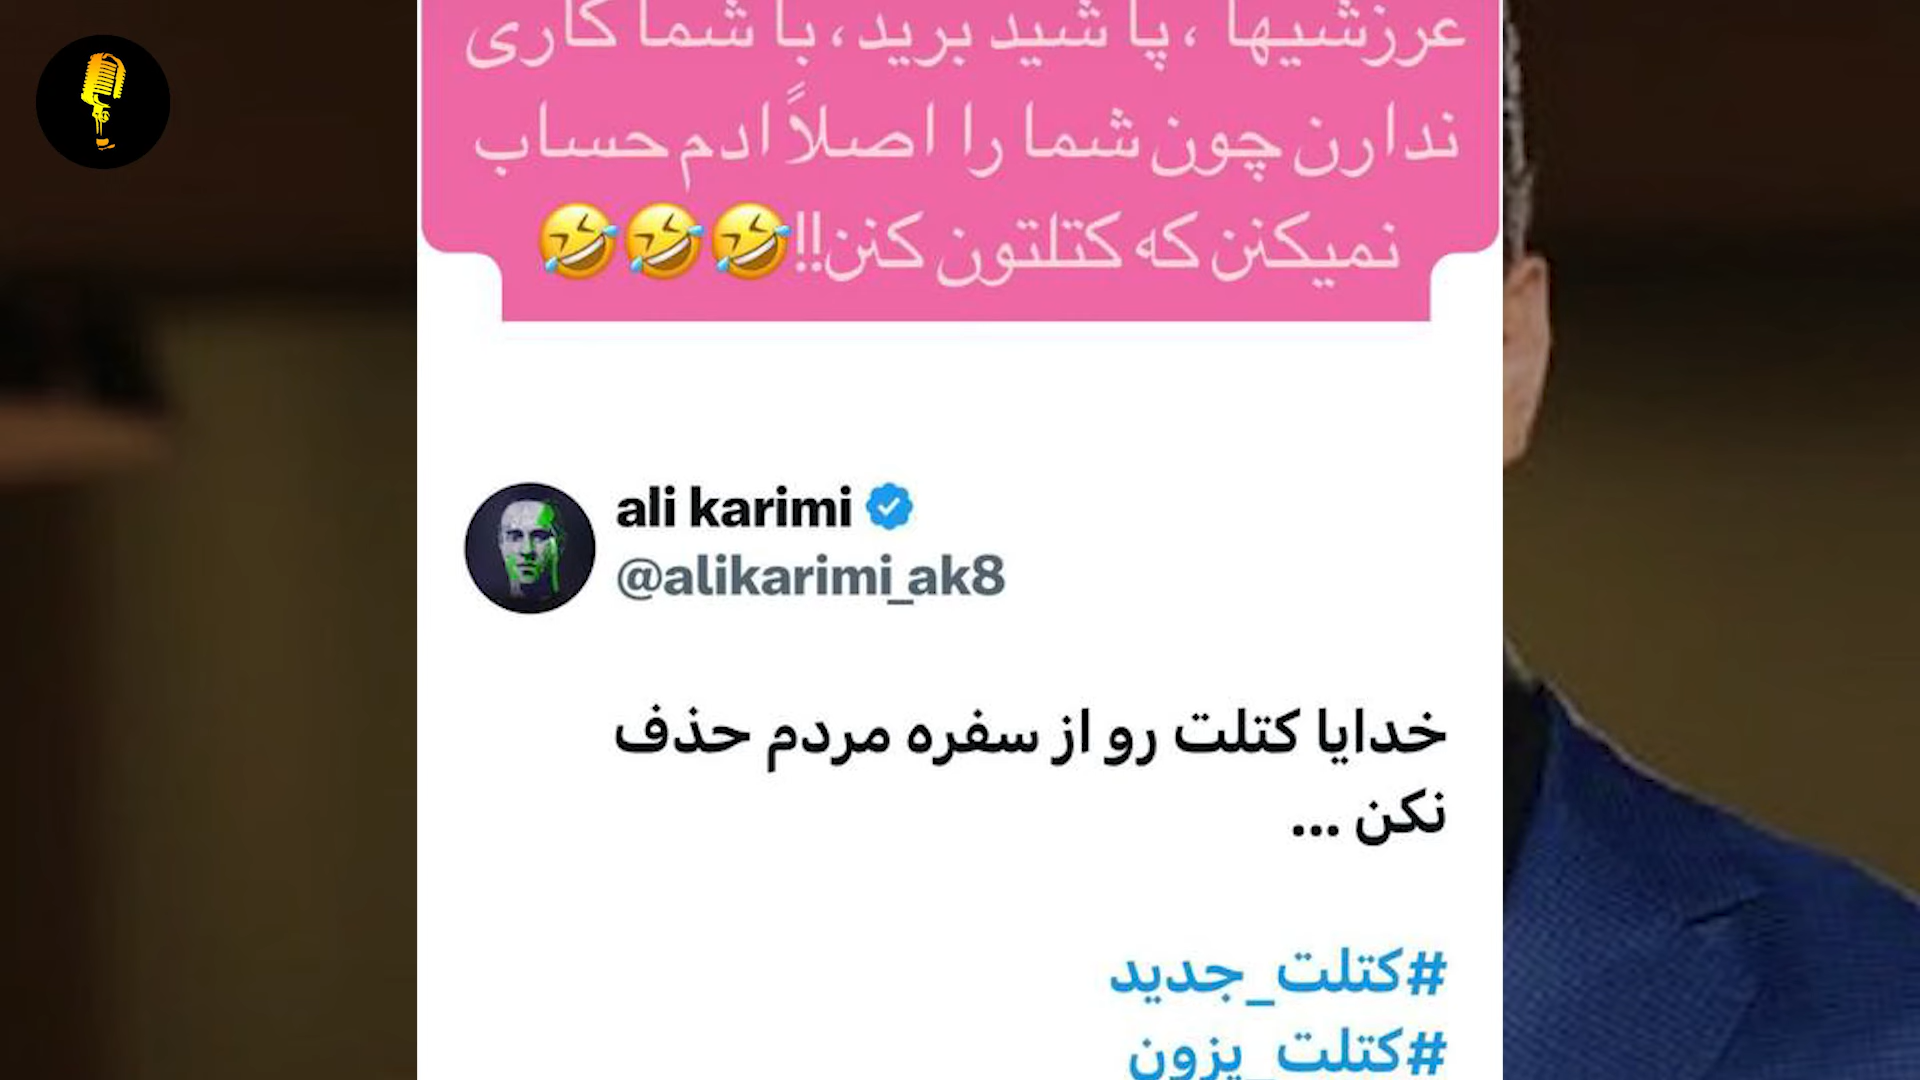 عرزشیها ، پا شید برید، با شما کاری
ندارن چون شما را اصلاً ادم حساب
نمیکنن که کتلتون کنن!!🤣🤣🤣
ali karimi
@alikarimi_ak8
خدایا کتلت رو از سفره مردم حذف
نکن ...
#کتلت_جدید
#کتلت_یزون